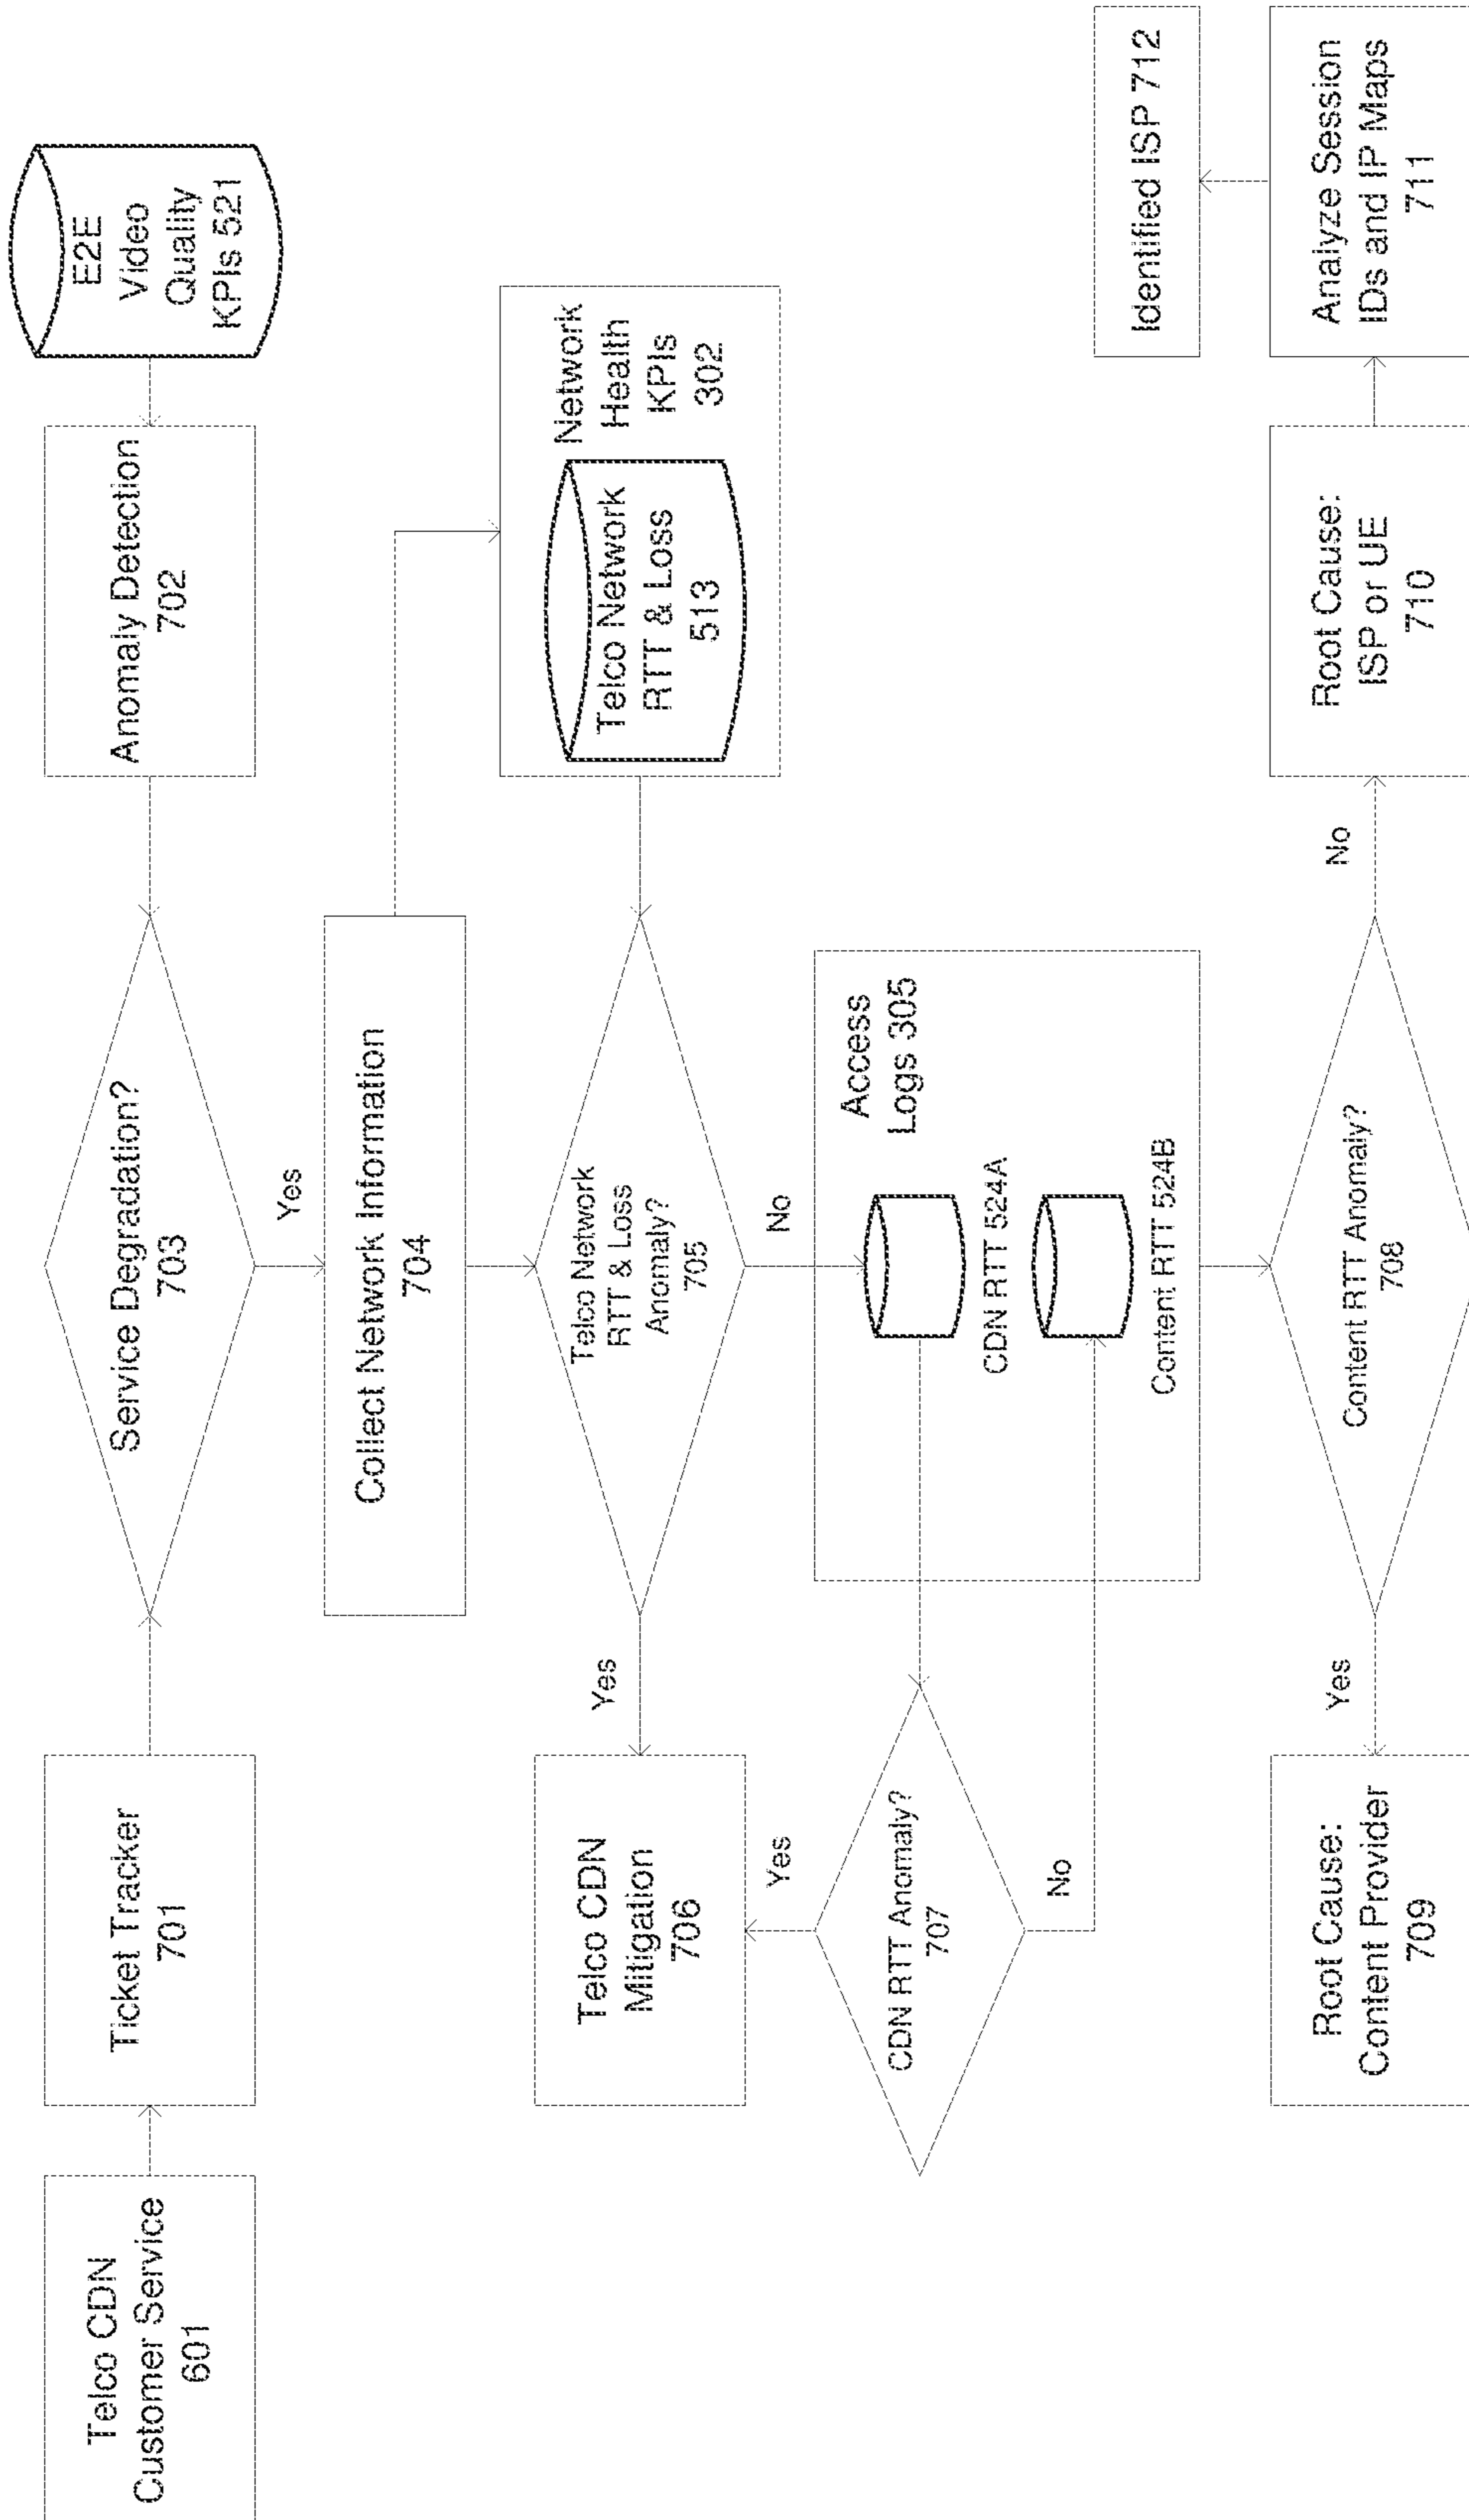 Telco CDN
Customer Service
601
Ticket Tracker
701
Service Degradation?
703
Anomaly Detection
702
E2E
Video
Quality
KPIs 521
Yes
Collect Network Information
704
Telco CDN
Mitigation
706
Yes
Telco Network
RTT & Loss
Anomaly?
705
Telco Network
RTT & Loss
513
Network
Health
KPIs
302
Yes
No
CDN RTT Anomaly?
707
No
Access
Logs 305
CDN RTT 524A
Content RTT 524B
Root Cause:
Content Provider
709
Yes
Content RTT Anomaly?
708
No
Root Cause:
ISP or UE
710
Analyze Session
IDs and IP Maps
711
Identified ISP 712